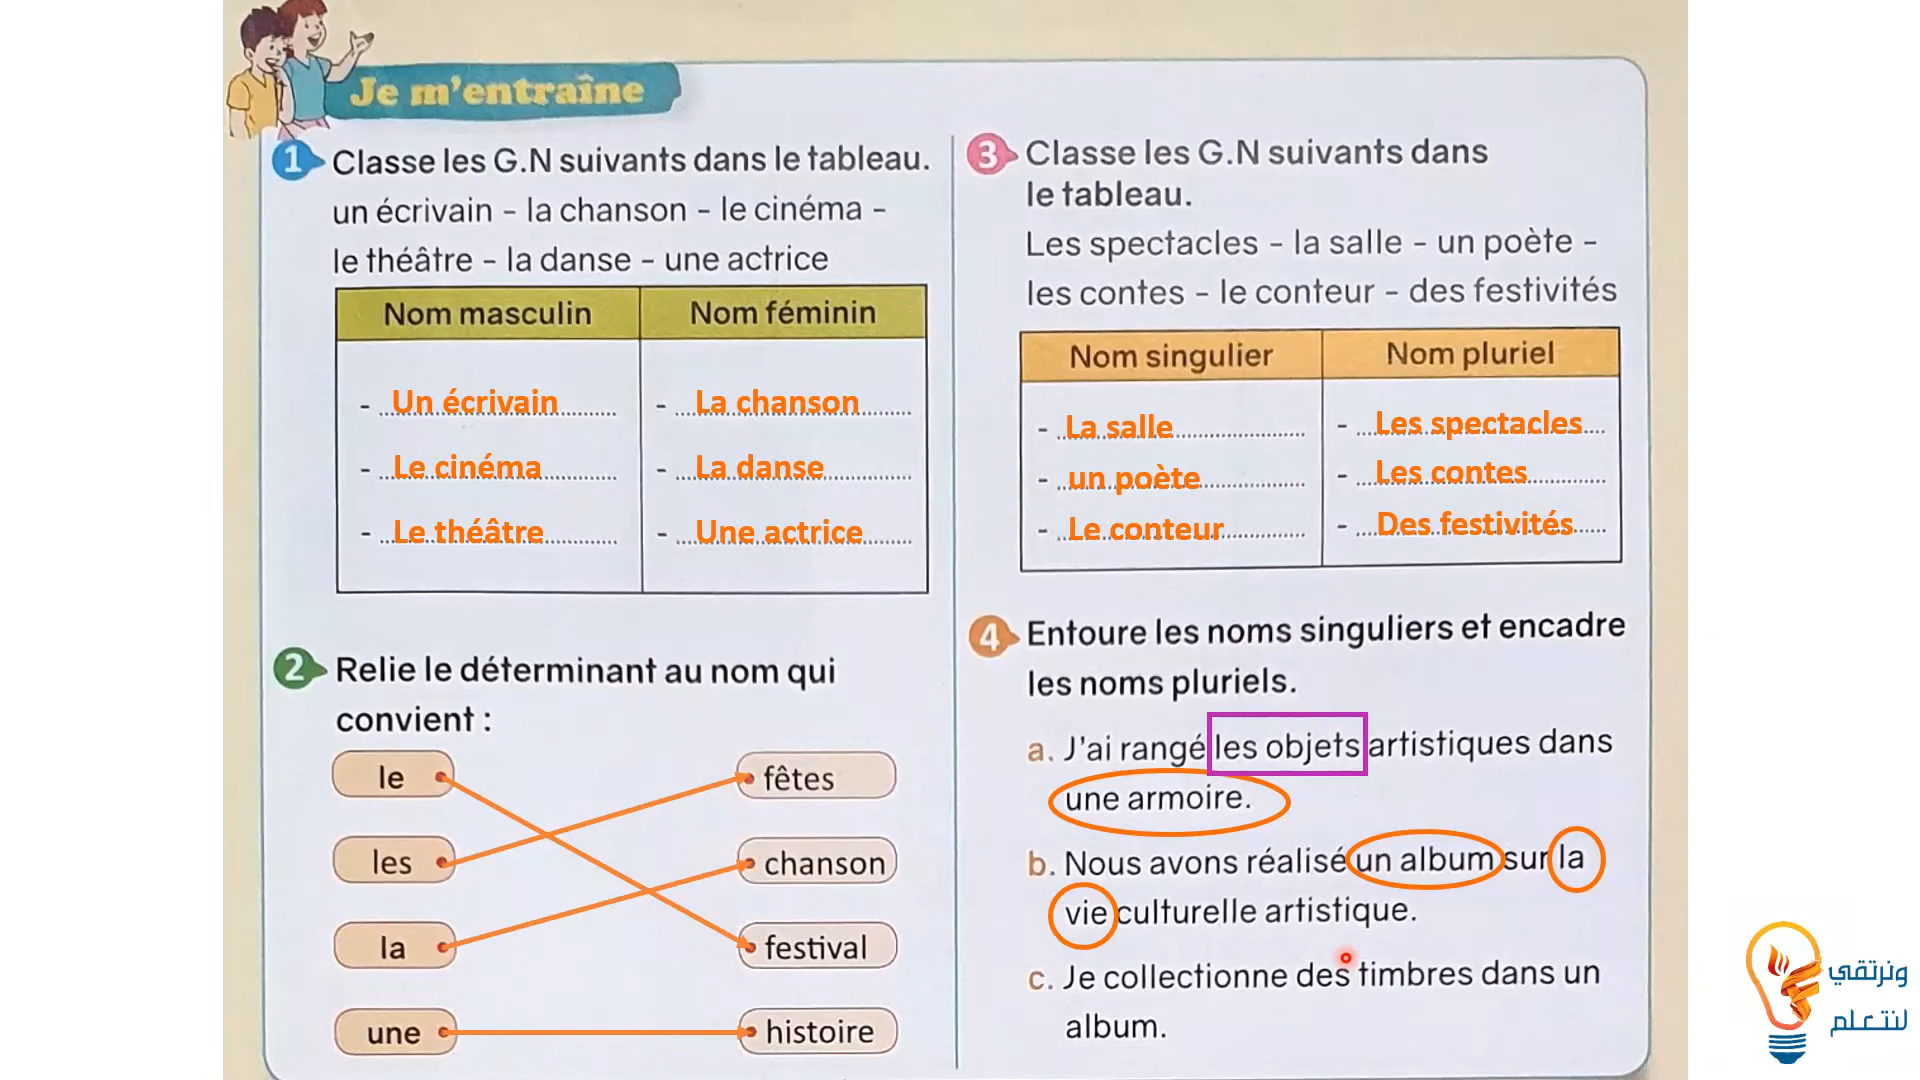 Je m'entraîne
1 Classe les G.N suivants dans le tableau.
un écrivain - la chanson - le cinéma -
le théâtre - la danse - une actrice
Nom masculin Nom féminin
- Un écrivain - La chanson
- Le cinéma - La danse
- Le théâtre - Une actrice
2 Relie le déterminant au nom qui
convient :
le fêtes
les chanson
la festival
une histoire
3 Classe les G.N suivants dans
le tableau.
Les spectacles - la salle - un poète -
les contes - le conteur - des festivités
Nom singulier Nom pluriel
- La salle - Les spectacles
- un poète - Les contes
- Le conteur - Des festivités
4 Entoure les noms singuliers et encadre
les noms pluriels.
a. J'ai rangé les objets artistiques dans
une armoire.
b. Nous avons réalisé un album sur la
vie culturelle artistique.
c. Je collectionne des timbres dans un
album.
ونرتقي
لنتعلم